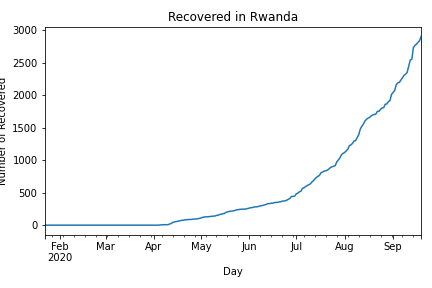 Recovered in Rwanda
3000
2500
2000
1500
1000
500
0
Number of Recovered
Feb Mar Apr May Jun Jul Aug Sep
2020
Day